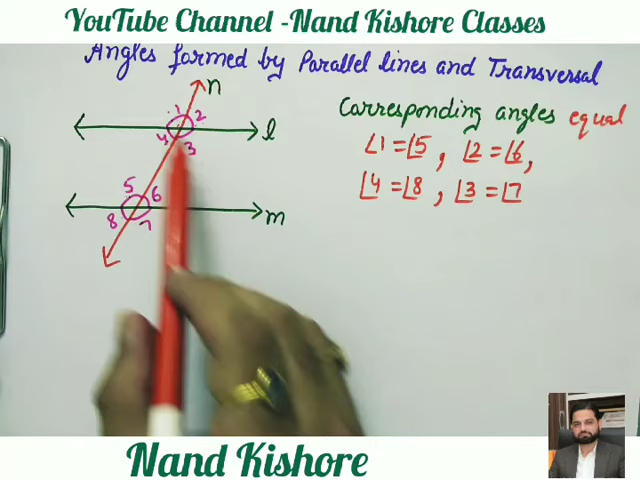 YouTube Channel -Nand Kishore Classes
Angles formed by Parallel lines and Transversal
n
1 2
4 3
l
5 6
8 7
m
Corresponding angles equal
∠1 = ∠5 , ∠2 = ∠6,
∠4 = ∠8 , ∠3 = ∠7
Nand Kishore